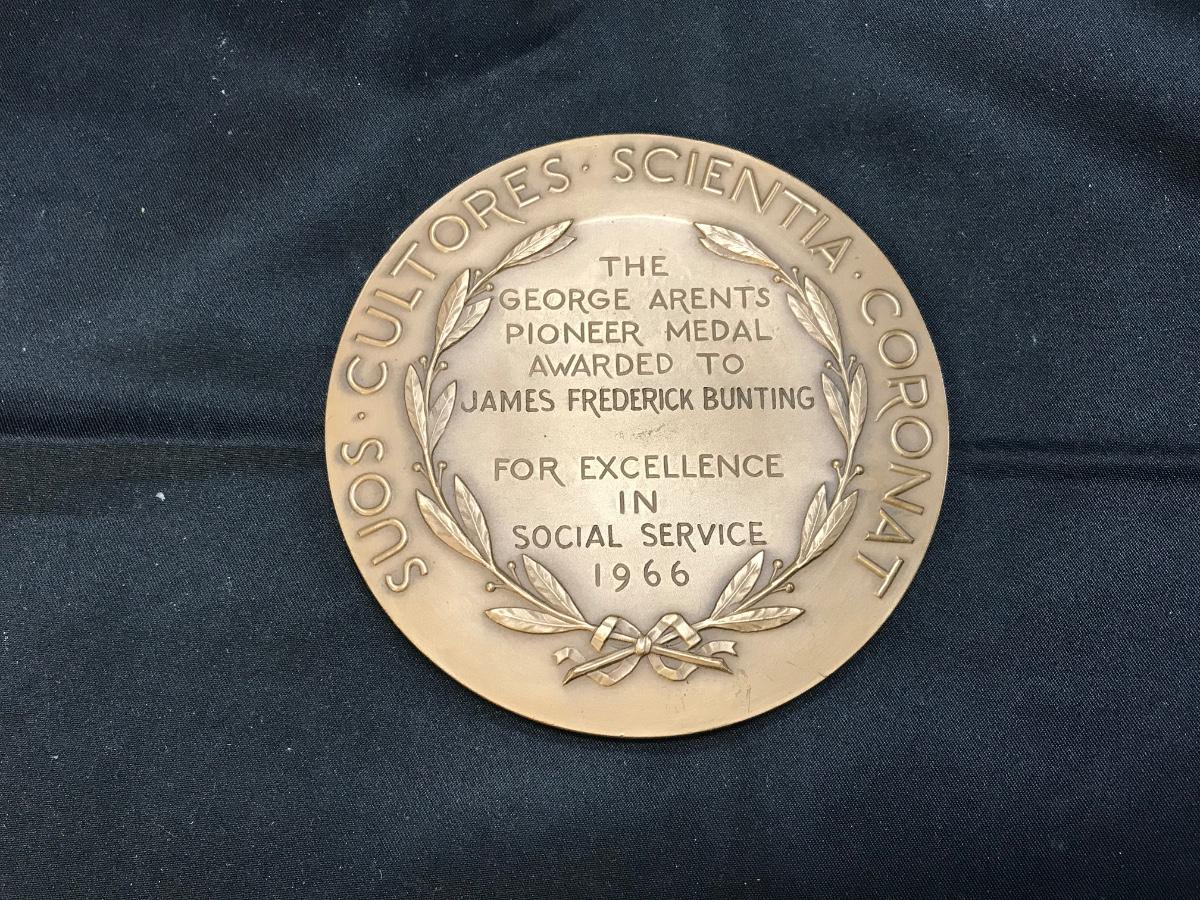 SUOS · CULTORES · SCIENTIA · CORONAT
THE
GEORGE ARENTS
PIONEER MEDAL
AWARDED TO
JAMES FREDERICK BUNTING
FOR EXCELLENCE
IN
SOCIAL SERVICE
1966